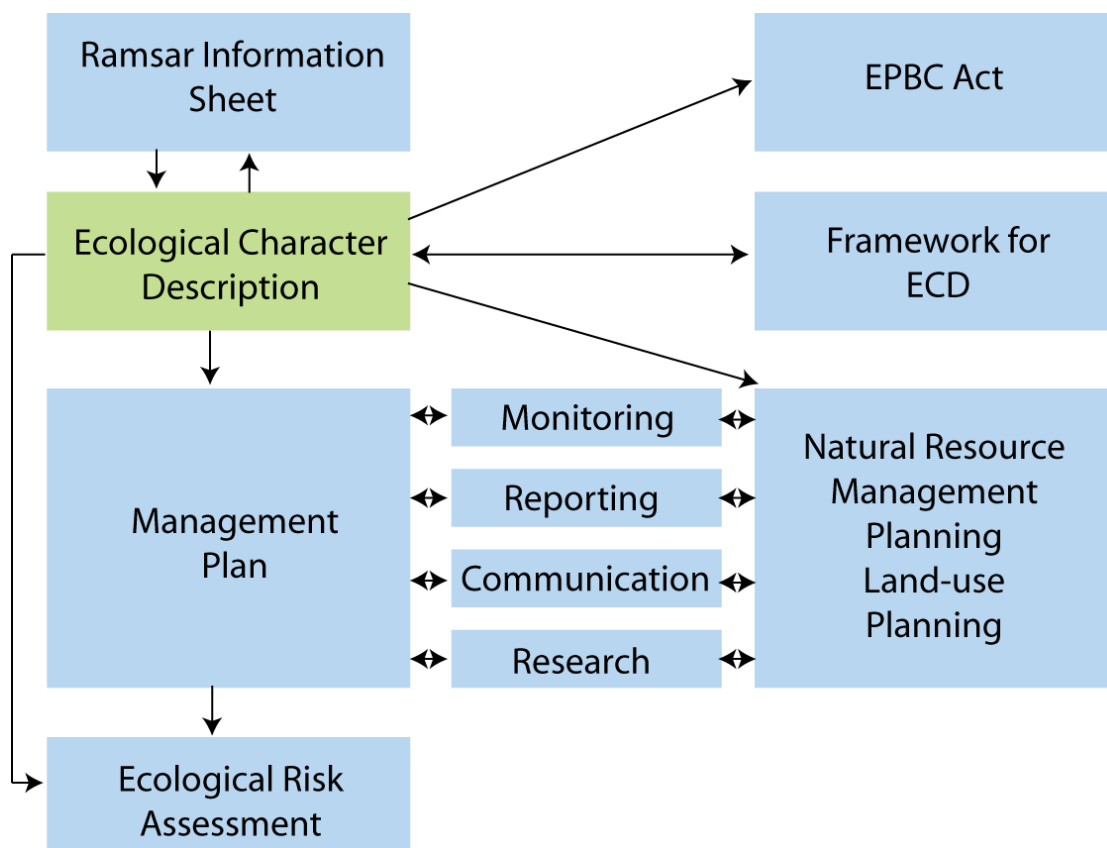 Ramsar Information
Sheet
EPBC Act
Ecological Character
Description
Framework for
ECD
Management
Plan
Monitoring
Reporting
Communication
Research
Natural Resource
Management
Planning
Land-use
Planning
Ecological Risk
Assessment